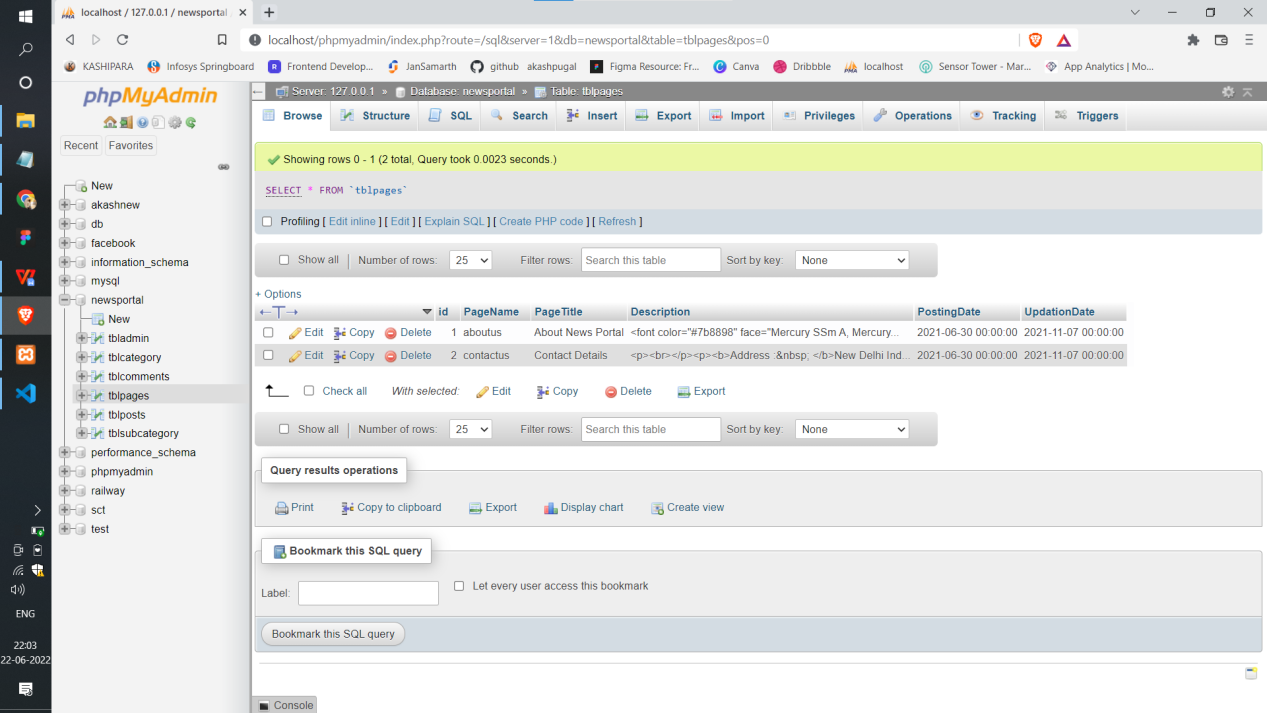 localhost / 127.0.0.1 / newsportal
localhost/phpmyadmin/index.php?route=/sql&server=1&db=newsportal&table=tblpages&pos=0
KASHIPARA Infosys Springboard Frontend Develop... JanSamarth github akashpugal Figma Resource: Fr... Canva Dribbble localhost Sensor Tower - Mar... App Analytics | Mo...
phpMyAdmin
Recent Favorites
New
akashnew
db
facebook
information_schema
mysql
newsportal
New
tbladmin
tblcategory
tblcomments
tblpages
tblposts
tblsubcategory
performance_schema
phpmyadmin
railway
sct
test
Server: 127.0.0.1 » Database: newsportal » Table: tblpages
Browse Structure SQL Search Insert Export Import Privileges Operations Tracking Triggers
Showing rows 0 - 1 (2 total, Query took 0.0023 seconds.)
SELECT * FROM `tblpages`
Profiling [ Edit inline ] [ Edit ] [ Explain SQL ] [ Create PHP code ] [ Refresh ]
Show all Number of rows: 25 Filter rows: Search this table Sort by key: None
+ Options
id PageName PageTitle Description PostingDate UpdationDate
Edit Copy Delete 1 aboutus About News Portal <font color="#7b8898" face="Mercury SSm A, Mercury... 2021-06-30 00:00:00 2021-11-07 00:00:00
Edit Copy Delete 2 contactus Contact Details <p><br></p><p><b>Address :&nbsp; </b>New Delhi Ind... 2021-06-30 00:00:00 2021-11-07 00:00:00
Check all With selected: Edit Copy Delete Export
Show all Number of rows: 25 Filter rows: Search this table Sort by key: None
Query results operations
Print Copy to clipboard Export Display chart Create view
Bookmark this SQL query
Label: Let every user access this bookmark
Bookmark this SQL query
Console
ENG
22:03
22-06-2022